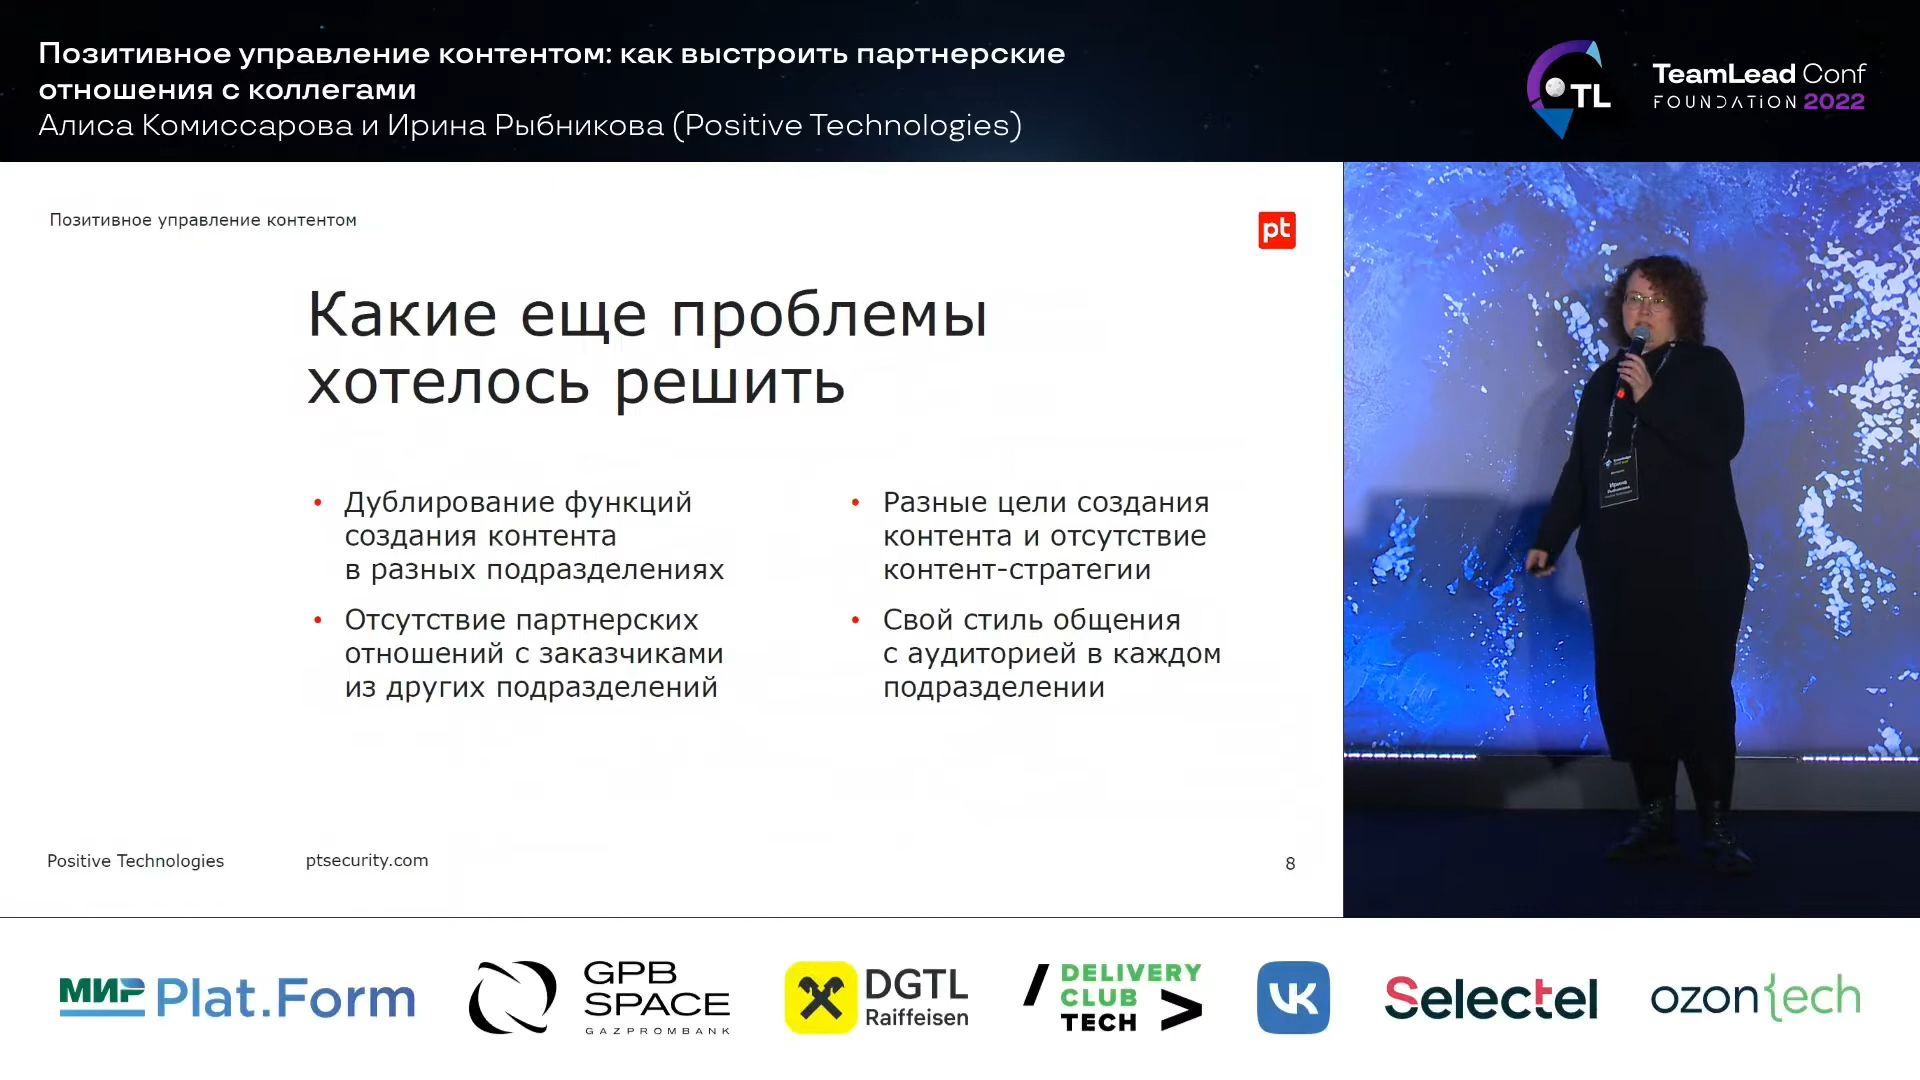 Позитивное управление контентом: как выстроить партнерские
отношения с коллегами
Алиса Комиссарова и Ирина Рыбникова (Positive Technologies)
TL
TeamLead Conf
FOUNDATION 2022
Позитивное управление контентом
pt
Какие еще проблемы
хотелось решить
• Дублирование функций
создания контента
в разных подразделениях
• Отсутствие партнерских
отношений с заказчиками
из других подразделений
• Разные цели создания
контента и отсутствие
контент-стратегии
• Свой стиль общения
с аудиторией в каждом
подразделении
Ирина
Positive Technologies
ptsecurity.com
8
МИР Plat.Form
GPB
SPACE
GAZPROMBANK
DGTL
Raiffeisen
/ DELIVERY
CLUB
TECH >
VK
Selectel
ozon{ech